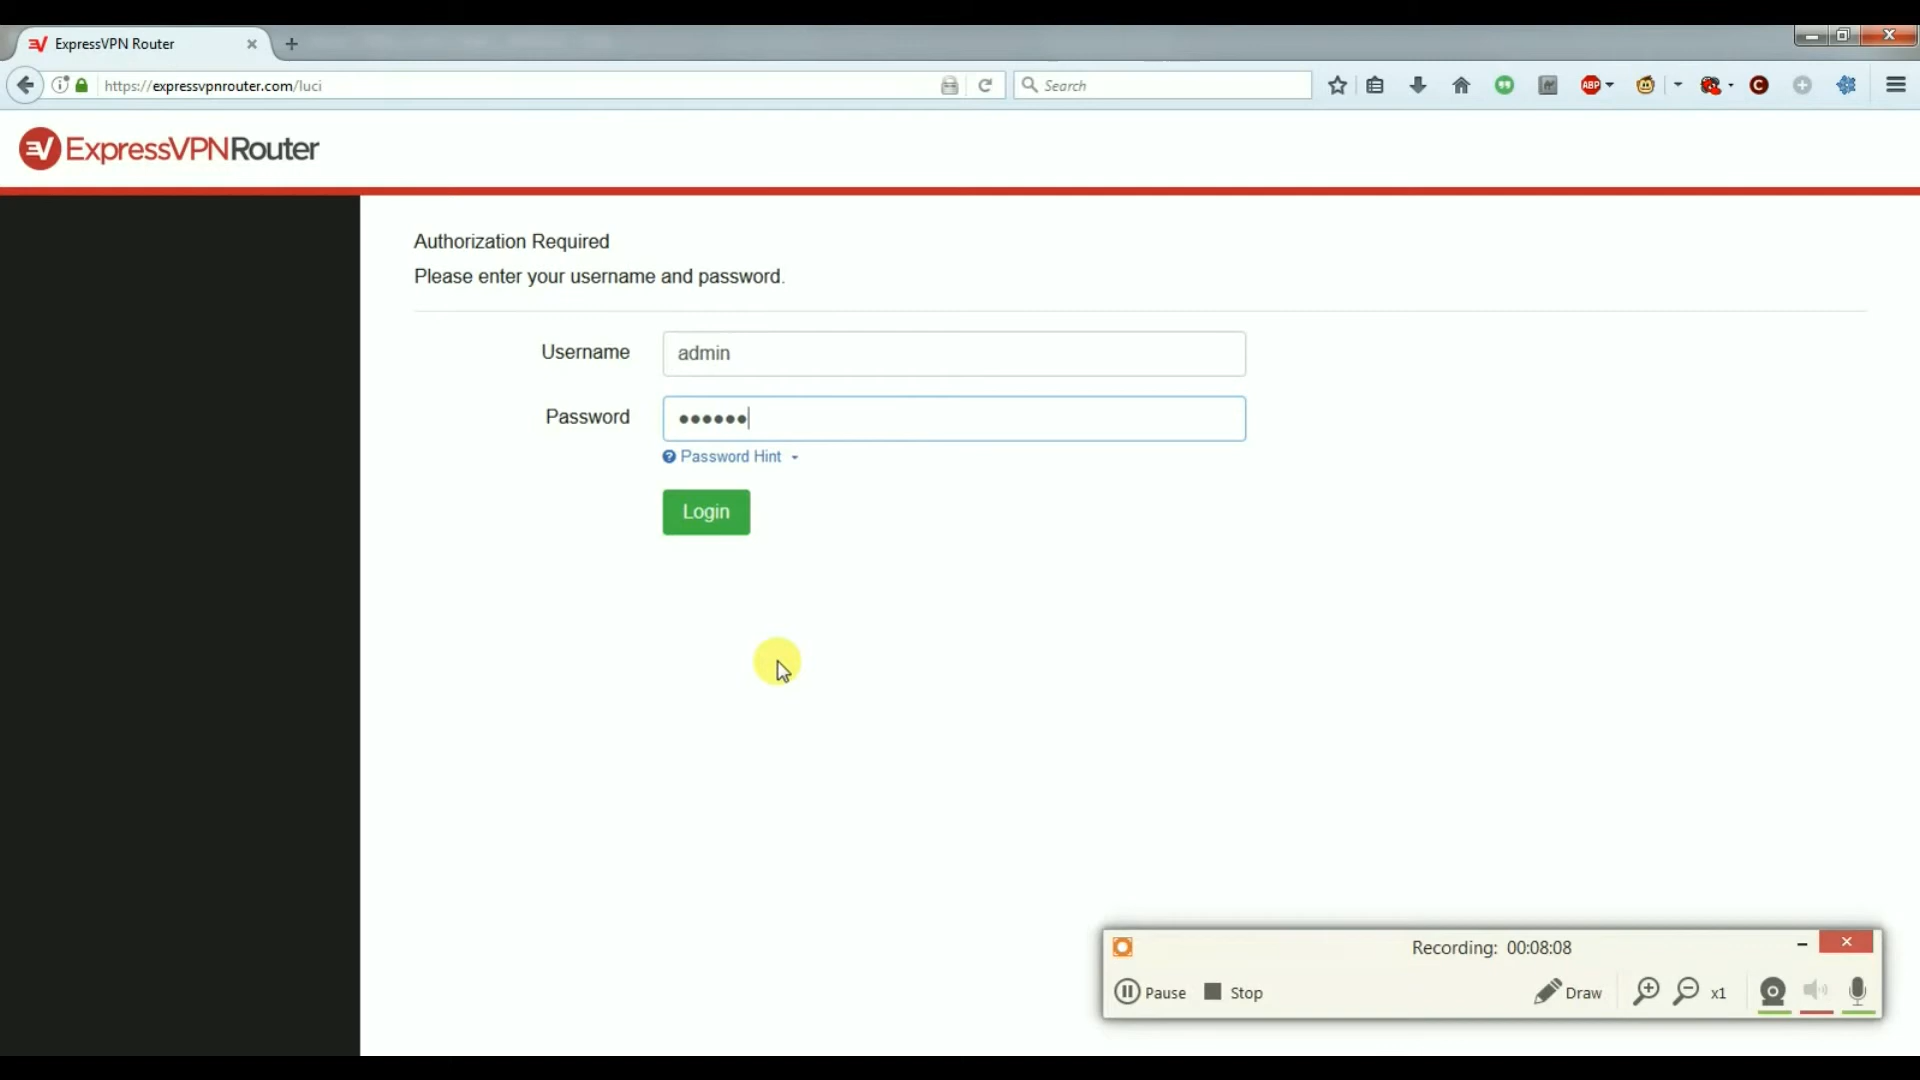 ExpressVPN Router
https://expressvpnrouter.com/luci
Search
ABP
ExpressVPNRouter
Authorization Required
Please enter your username and password.
Username
admin
Password
••••••
Password Hint
Login
Recording: 00:08:08
Pause
Stop
Draw
x1